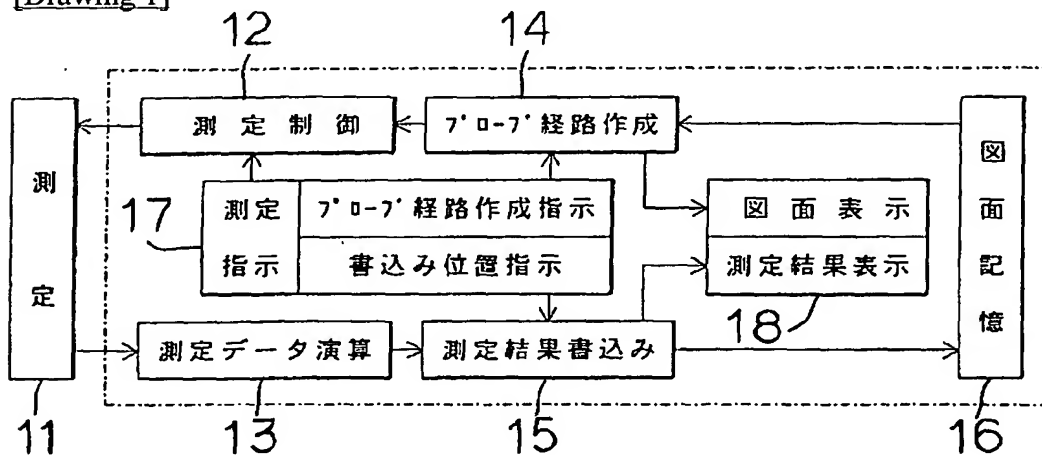 [Drawing 1]
12
14
測定制御
プローブ経路作成
測定
図面記憶
17
測定指示
プローブ経路作成指示
書込み位置指示
図面表示
測定結果表示
18
測定データ演算
測定結果書込み
11
13
15
16